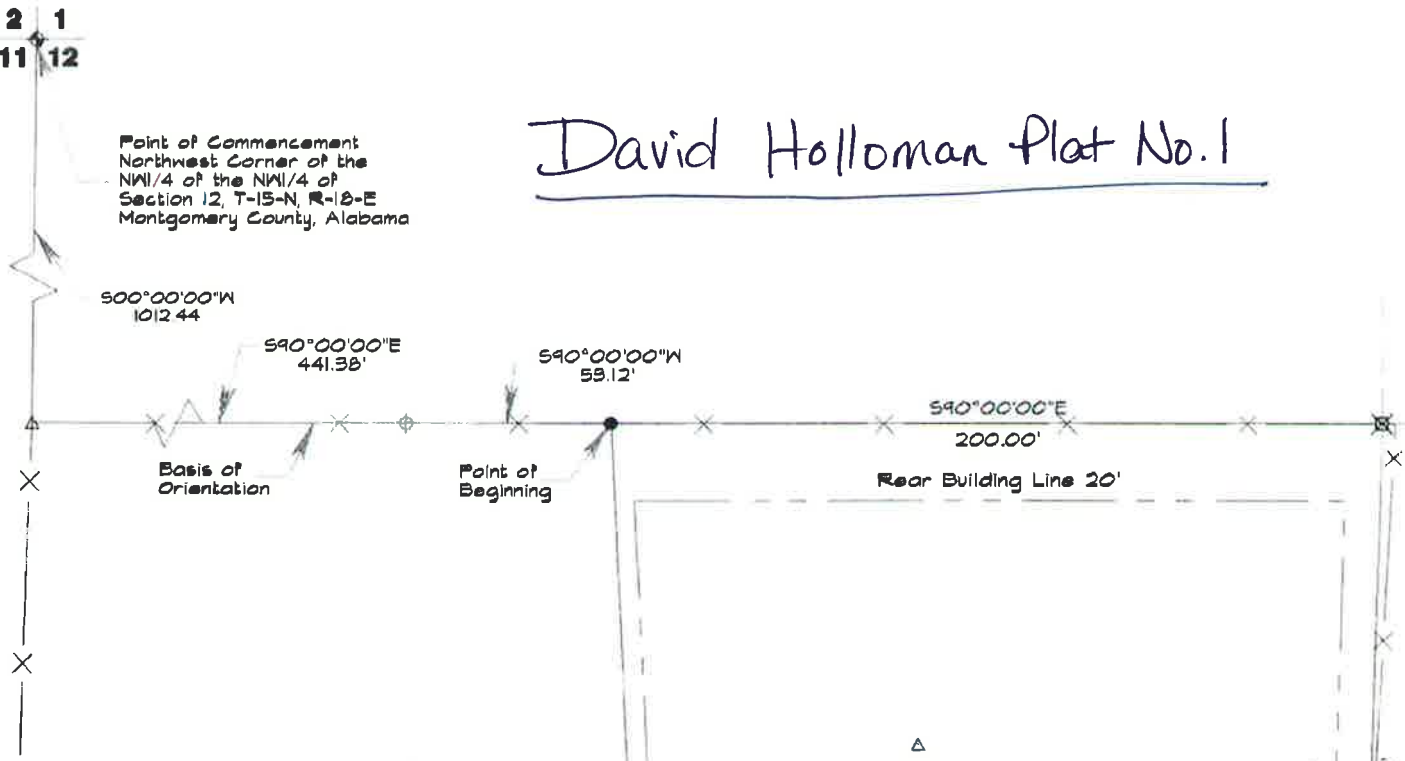 2 1
11 12
David Holloman Plat No. 1
Point of Commencement
Northwest Corner of the
NW1/4 of the NW1/4 of
Section 12, T-15-N, R-18-E
Montgomery County, Alabama
S00°00'00"W
1012.44
S90°00'00"E
441.38'
S90°00'00"W
S90°00'00"E
200.00'
Basis of
Orientation
Point of
Beginning
Rear Building Line 20'